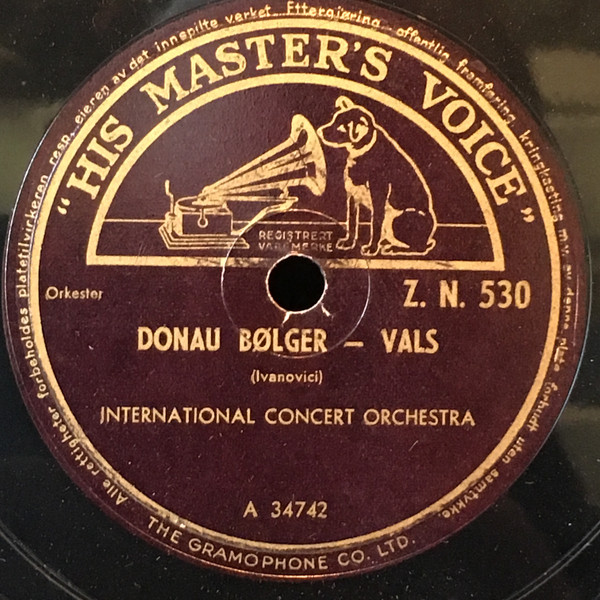 Alle rettigheter forbeholdes platetilvirkeren resp. eieren av det innspilte verket. Ettergjøring, offentlig fremføring, kringkasting m.v. av denne plate forbudt uten samtykke
"HIS MASTER'S VOICE"
REGISTRERT
VAREMERKE
Orkester
Z. N. 530
DONAU BØLGER – VALS
(Ivanovici)
INTERNATIONAL CONCERT ORCHESTRA
A 34742
THE GRAMOPHONE CO. LTD.